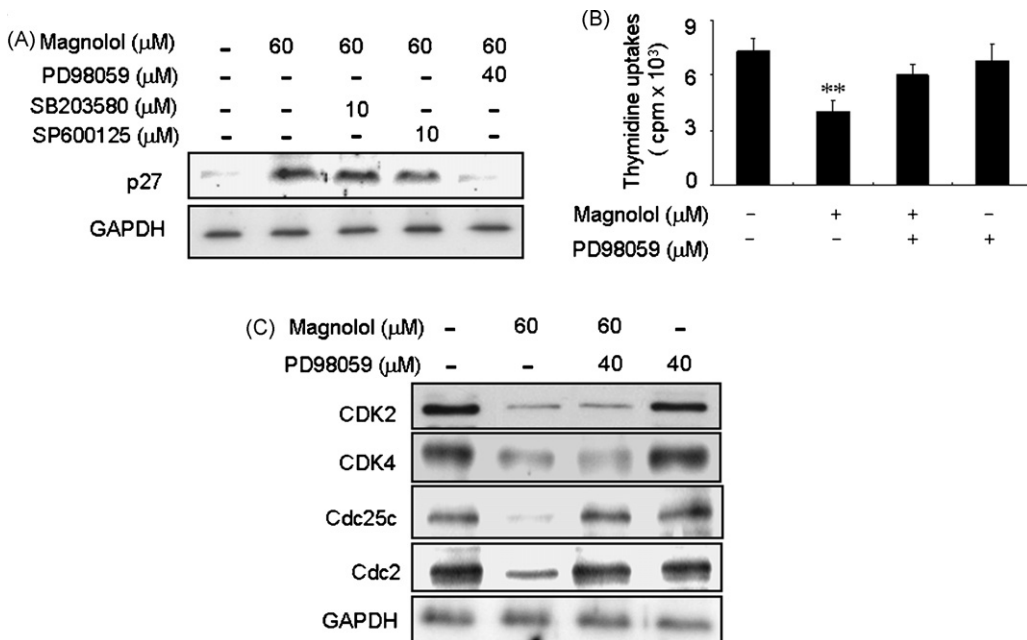 (A) Magnolol (μM) - 60 60 60 60
PD98059 (μM) - - - - 40
SB203580 (μM) - - 10 - -
SP600125 (μM) - - - 10 -
p27
GAPDH
(B)
Thymidine uptakes
( cpm x 10³)
9
6
3
0
**
Magnolol (μM) - + + -
PD98059 (μM) - - + +
(C) Magnolol (μM) - 60 60 -
PD98059 (μM) - - 40 40
CDK2
CDK4
Cdc25c
Cdc2
GAPDH